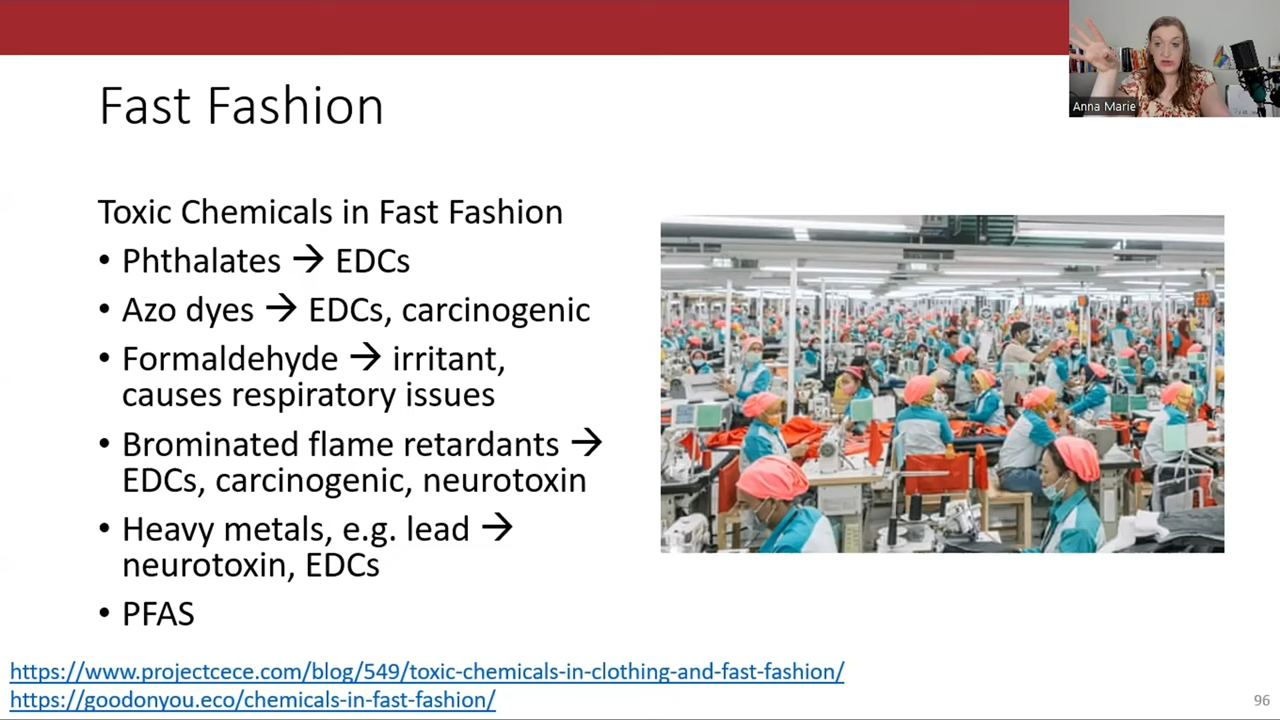 Anna Marie
Fast Fashion
Toxic Chemicals in Fast Fashion
• Phthalates → EDCs
• Azo dyes → EDCs, carcinogenic
• Formaldehyde → irritant,
causes respiratory issues
• Brominated flame retardants →
EDCs, carcinogenic, neurotoxin
• Heavy metals, e.g. lead →
neurotoxin, EDCs
• PFAS
https://www.projectcece.com/blog/549/toxic-chemicals-in-clothing-and-fast-fashion/
https://goodonyou.eco/chemicals-in-fast-fashion/
96